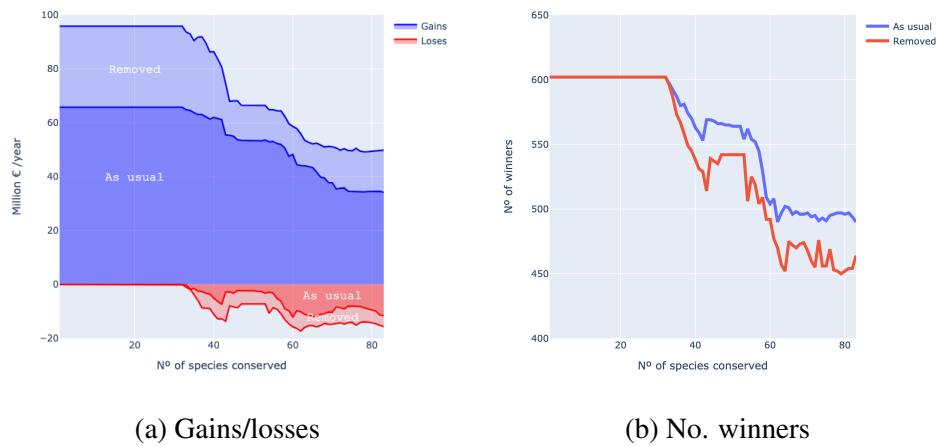 100
80
60
40
20
0
−20
Million €/year
Removed
As usual
As usual
Removed
20
40
60
80
Nº of species conserved
Gains
Loses
(a) Gains/losses
650
600
550
500
450
400
Nº of winners
20
40
60
80
Nº of species conserved
As usual
Removed
(b) No. winners